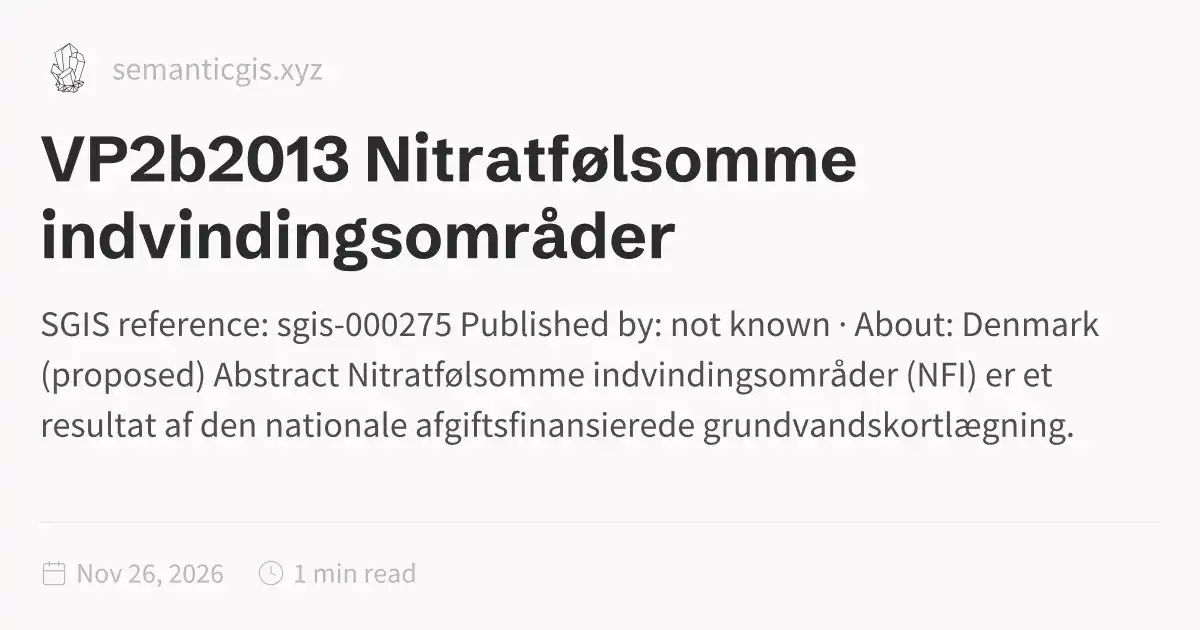 semanticgis.xyz
VP2b2013 Nitratfølsomme
indvindingsområder
SGIS reference: sgis-000275 Published by: not known · About: Denmark
(proposed) Abstract Nitratfølsomme indvindingsområder (NFI) er et
resultat af den nationale afgiftsfinansierede grundvandskortlægning.
Nov 26, 2026 1 min read